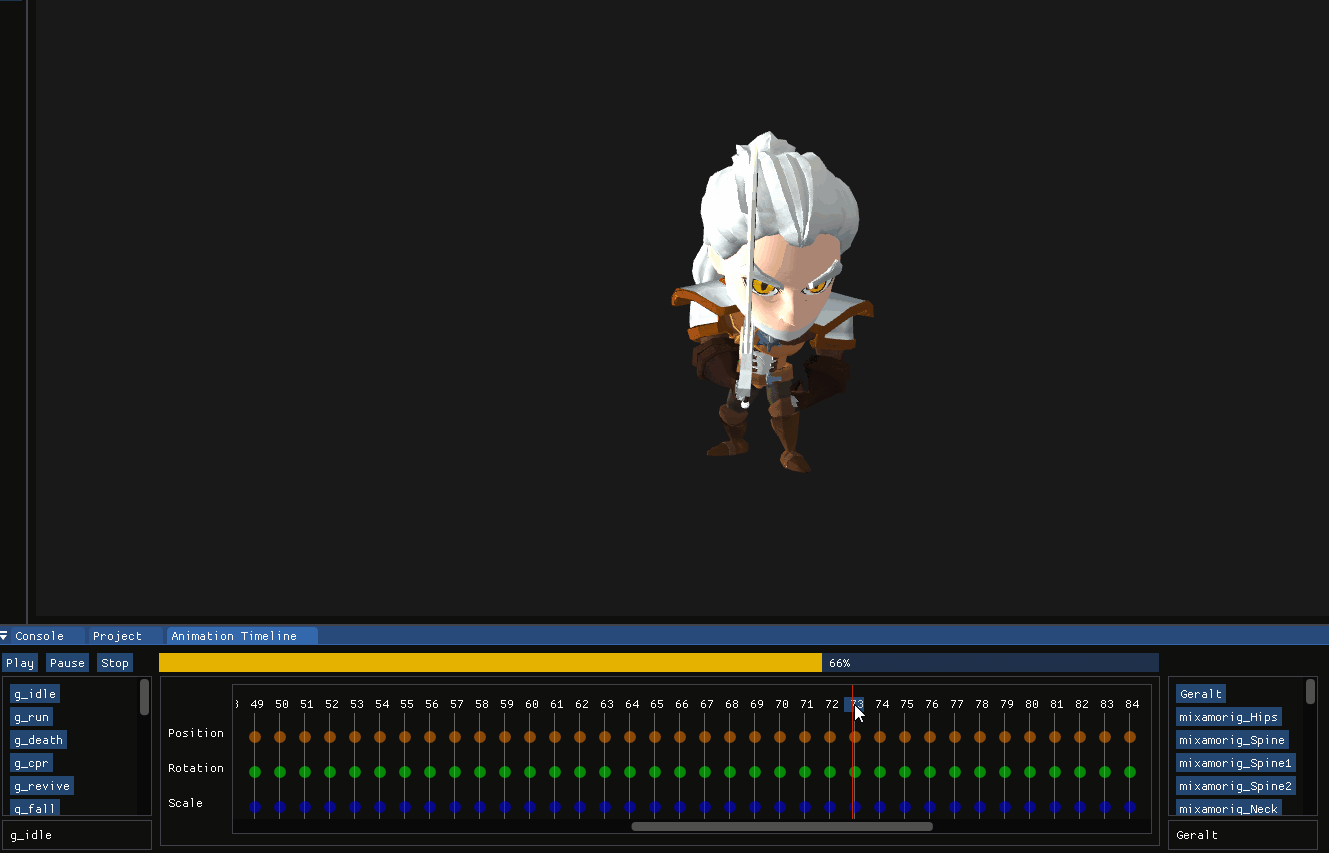 Console Project Animation Timeline
Play Pause Stop 66%
g_idle
g_run
g_death
g_cpr
g_revive
g_fall
g_idle
49 50 51 52 53 54 55 56 57 58 59 60 61 62 63 64 65 66 67 68 69 70 71 72 73 74 75 76 77 78 79 80 81 82 83 84
Position
Rotation
Scale
Geralt
mixamorig_Hips
mixamorig_Spine
mixamorig_Spine1
mixamorig_Spine2
mixamorig_Neck
Geralt